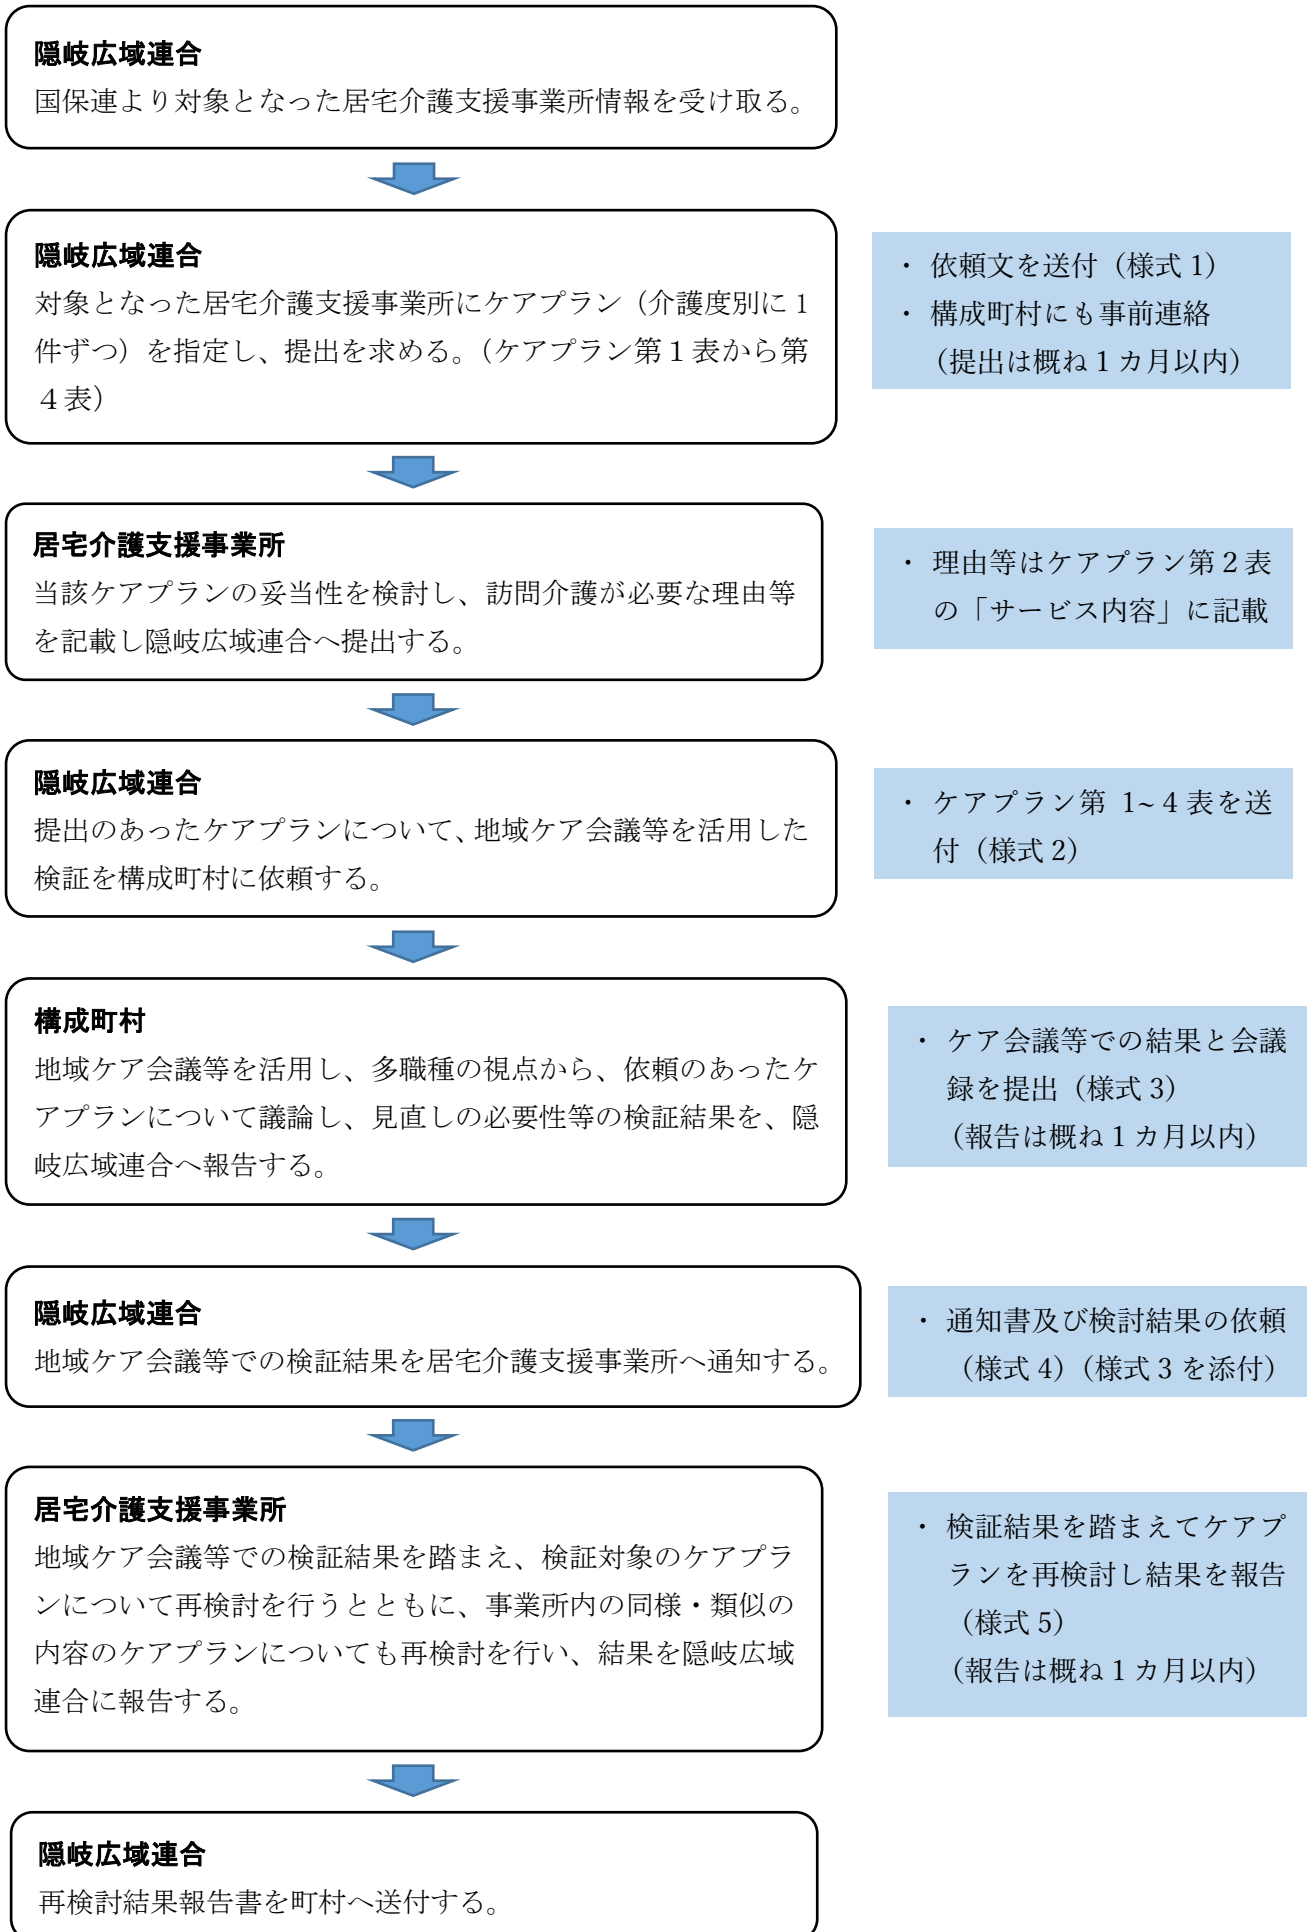 隠岐広域連合
国保連より対象となった居宅介護支援事業所情報を受け取る。
隠岐広域連合
対象となった居宅介護支援事業所にケアプラン（介護度別に 1
件ずつ）を指定し、提出を求める。（ケアプラン第１表から第
４表）
・ 依頼文を送付（様式 1）
・ 構成町村にも事前連絡
（提出は概ね 1 カ月以内）
居宅介護支援事業所
当該ケアプランの妥当性を検討し、訪問介護が必要な理由等
を記載し隠岐広域連合へ提出する。
・ 理由等はケアプラン第 2 表
の「サービス内容」に記載
隠岐広域連合
提出のあったケアプランについて、地域ケア会議等を活用した
検証を構成町村に依頼する。
・ ケアプラン第 1~4 表を送
付（様式 2）
構成町村
地域ケア会議等を活用し、多職種の視点から、依頼のあったケ
アプランについて議論し、見直しの必要性等の検証結果を、隠
岐広域連合へ報告する。
・ ケア会議等での結果と会議
録を提出（様式 3）
（報告は概ね 1 カ月以内）
隠岐広域連合
地域ケア会議等での検証結果を居宅介護支援事業所へ通知する。
・ 通知書及び検討結果の依頼
（様式 4）（様式 3 を添付）
居宅介護支援事業所
地域ケア会議等での検証結果を踏まえ、検証対象のケアプラ
ンについて再検討を行うとともに、事業所内の同様・類似の
内容のケアプランについても再検討を行い、結果を隠岐広域
連合に報告する。
・ 検証結果を踏まえてケアプ
ランを再検討し結果を報告
（様式 5）
（報告は概ね 1 カ月以内）
隠岐広域連合
再検討結果報告書を町村へ送付する。